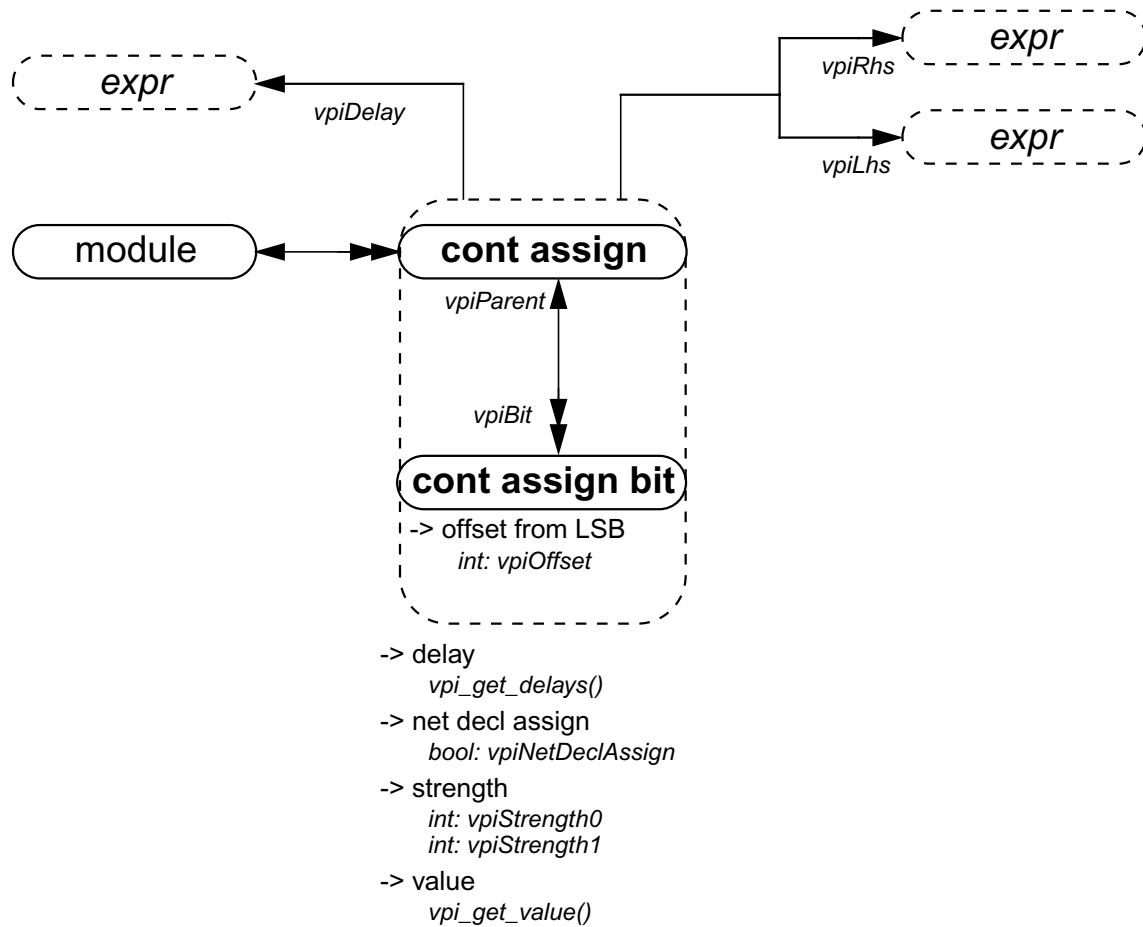 expr
vpiRhs
expr
vpiDelay
expr
vpiLhs
module
cont assign
vpiParent
vpiBit
cont assign bit
-> offset from LSB
int: vpiOffset
-> delay
vpi_get_delays()
-> net decl assign
bool: vpiNetDeclAssign
-> strength
int: vpiStrength0
int: vpiStrength1
-> value
vpi_get_value()